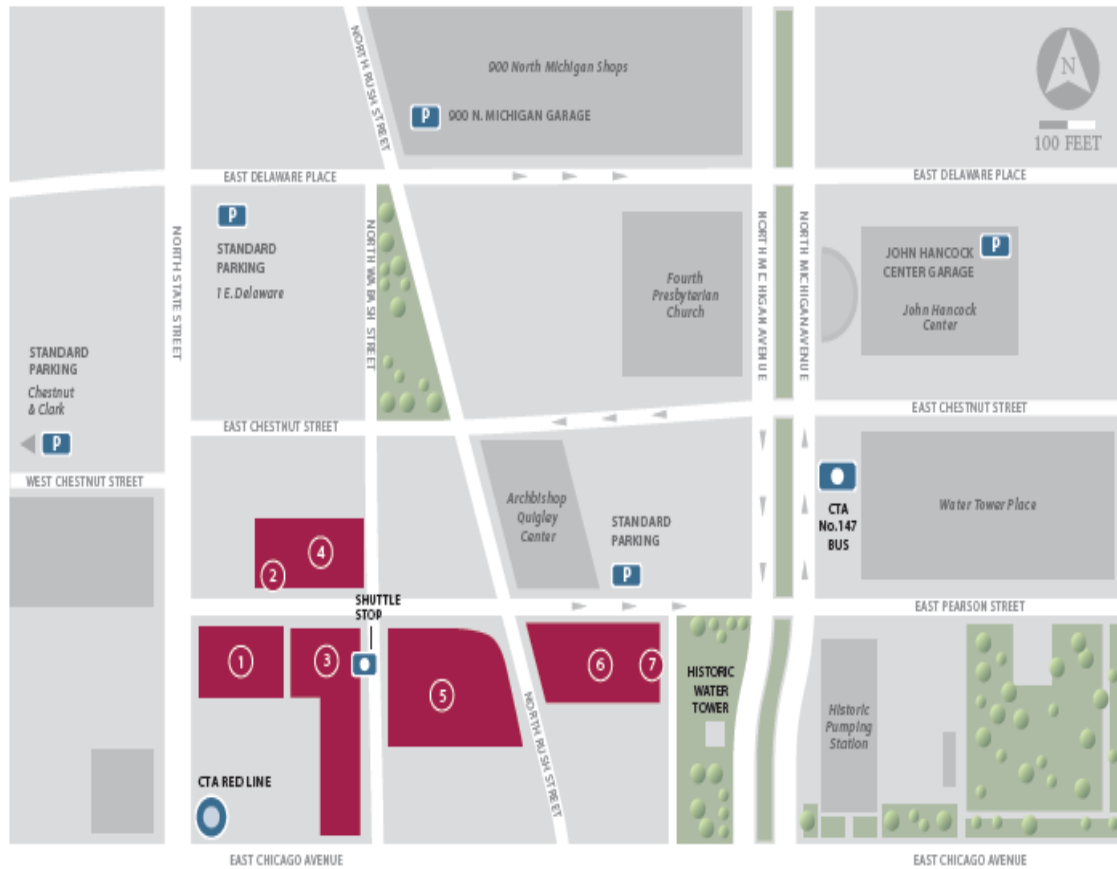 NORTH RUSH STREET
900 North Michigan Shops
P
900 N. MICHIGAN GARAGE
N
100 FEET
EAST DELAWARE PLACE
EAST DELAWARE PLACE
P
STANDARD
PARKING
1 E. Delaware
NORTH STATE STREET
NORTH WABASH STREET
Fourth
Presbyterian
Church
NORTH MICHIGAN AVENUE
NORTH MICHIGAN AVENUE
JOHN HANCOCK
CENTER GARAGE
P
John Hancock
Center
STANDARD
PARKING
Chestnut
& Clark
P
EAST CHESTNUT STREET
EAST CHESTNUT STREET
WEST CHESTNUT STREET
Archbishop
Quigley
Center
STANDARD
PARKING
P
CTA
No.147
BUS
Water Tower Place
4
2
SHUTTLE
STOP
EAST PEARSON STREET
1
3
5
6
7
NORTH RUSH STREET
HISTORIC
WATER
TOWER
Historic
Pumping
Station
CTA RED LINE
EAST CHICAGO AVENUE
EAST CHICAGO AVENUE